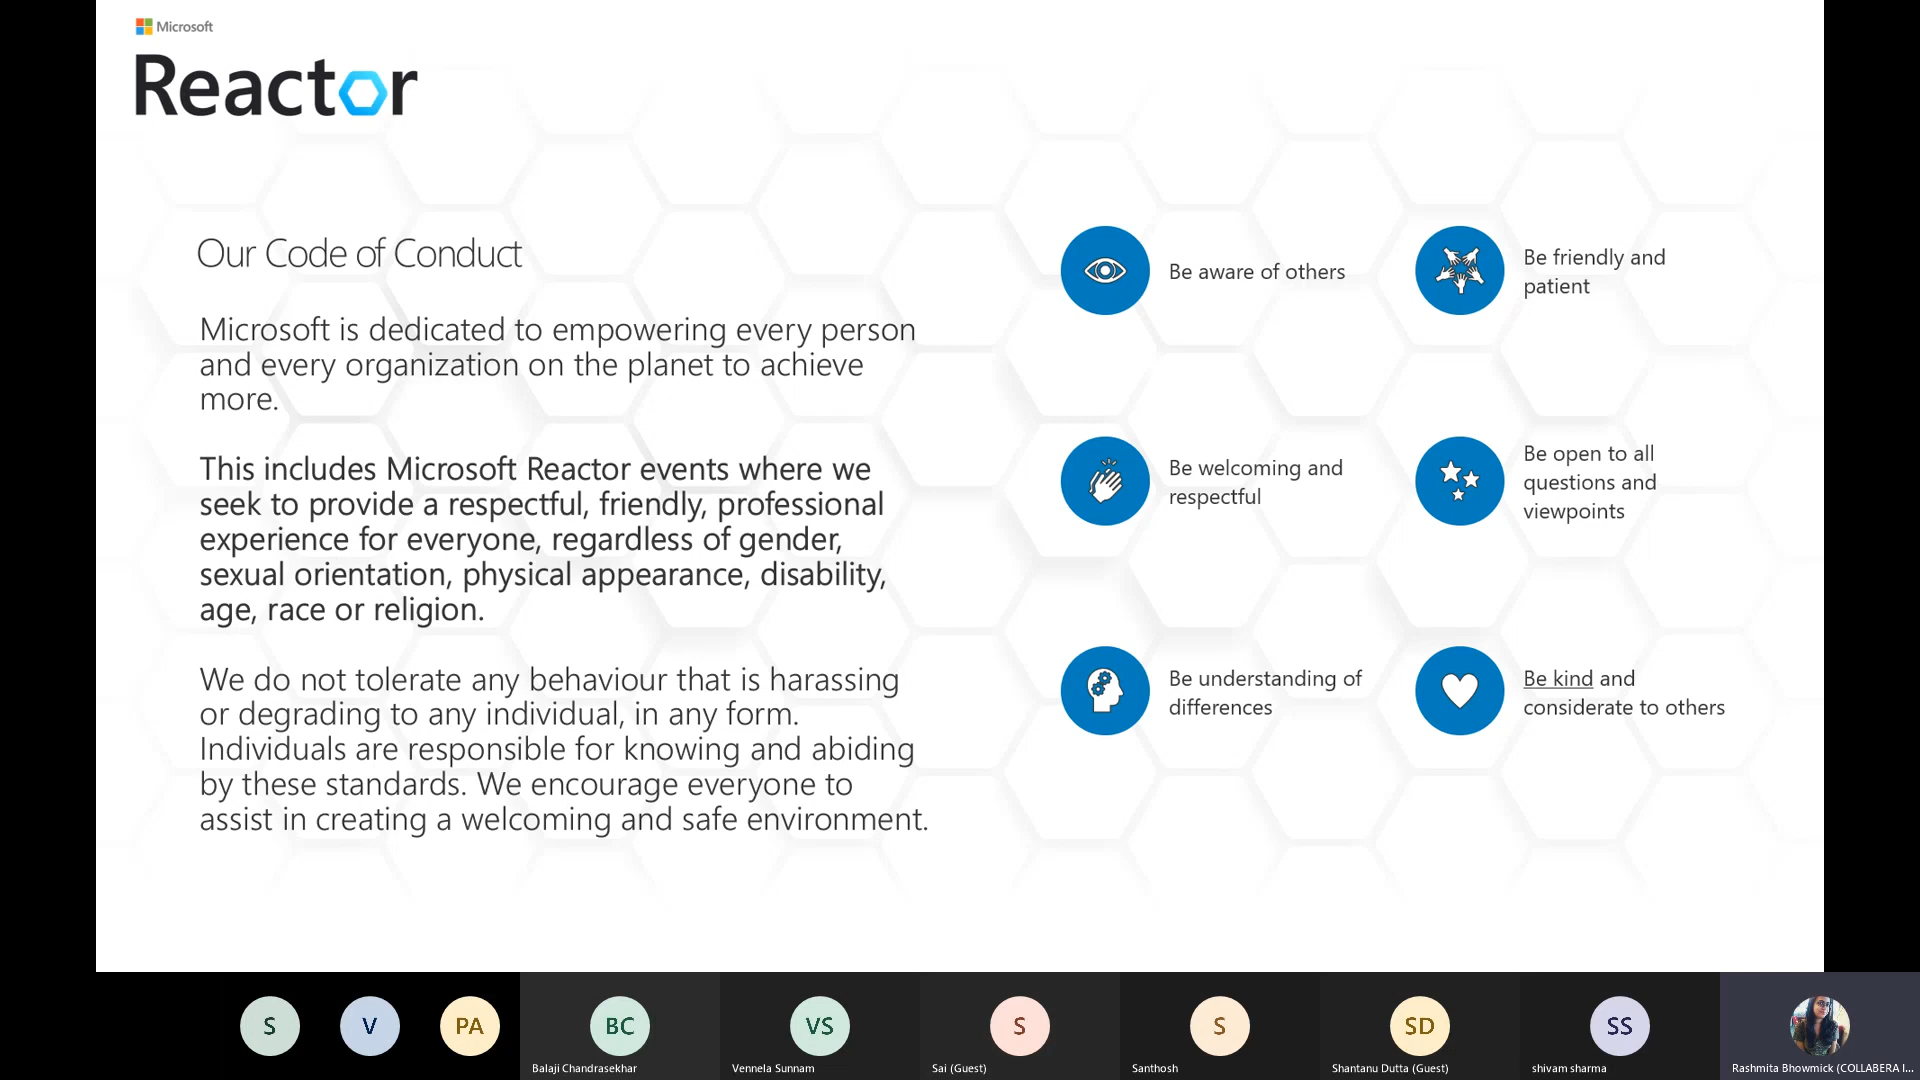 Microsoft
Reactor
Our Code of Conduct
Microsoft is dedicated to empowering every person
and every organization on the planet to achieve
more.
This includes Microsoft Reactor events where we
seek to provide a respectful, friendly, professional
experience for everyone, regardless of gender,
sexual orientation, physical appearance, disability,
age, race or religion.
We do not tolerate any behaviour that is harassing
or degrading to any individual, in any form.
Individuals are responsible for knowing and abiding
by these standards. We encourage everyone to
assist in creating a welcoming and safe environment.
Be aware of others
Be friendly and
patient
Be welcoming and
respectful
Be open to all
questions and
viewpoints
Be understanding of
differences
Be kind and
considerate to others
S
V
PA
BC
Balaji Chandrasekhar
VS
Vennela Sunnam
S
Sai (Guest)
S
Santhosh
SD
Shantanu Dutta (Guest)
SS
shivam sharma
Rashmita Bhowmick (COLLABERA I...